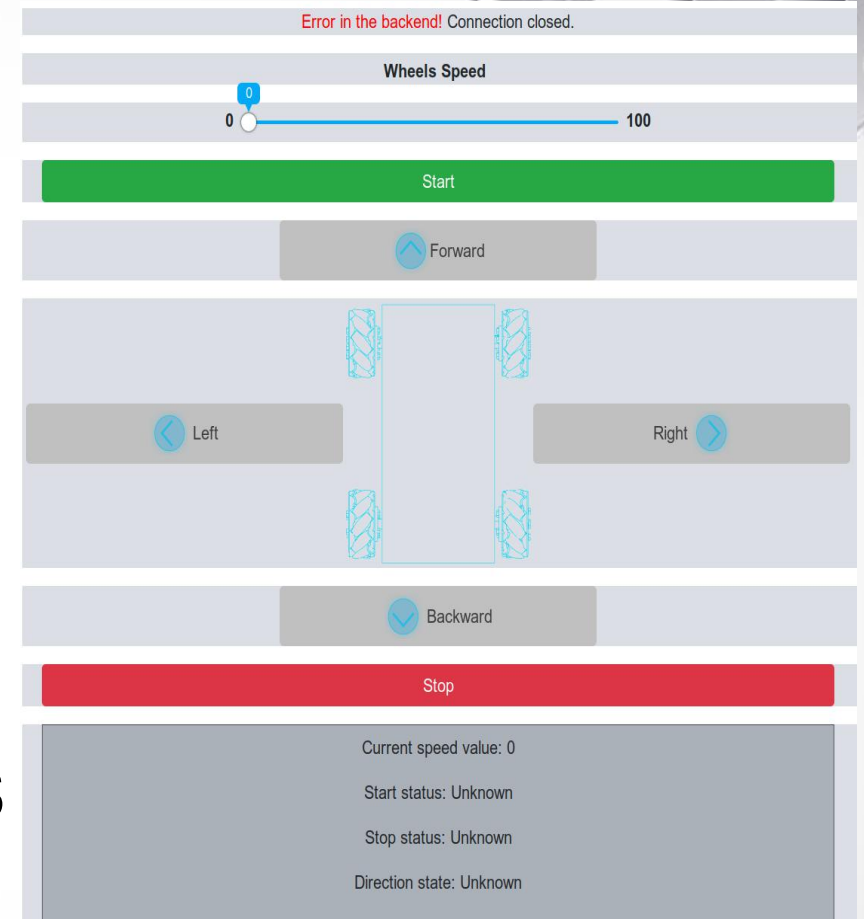 Error in the backend! Connection closed.
Wheels Speed
0
0 100
Start
Forward
Left Right
Backward
Stop
Current speed value: 0
Start status: Unknown
Stop status: Unknown
Direction state: Unknown